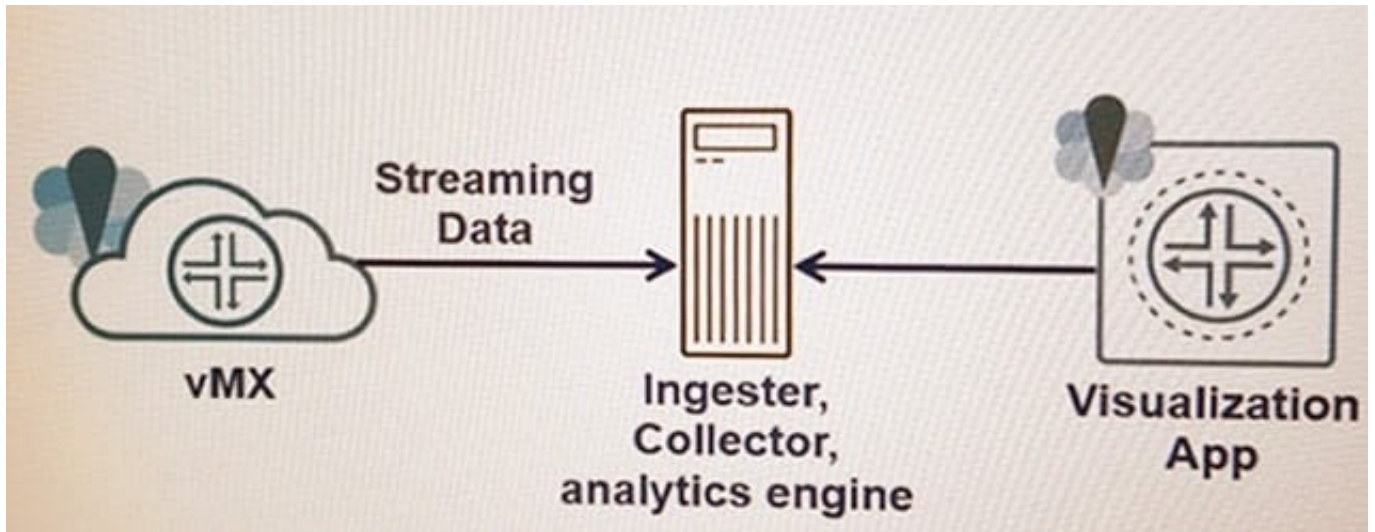 Streaming
Data
vMX
Ingester,
Collector,
analytics engine
Visualization
App